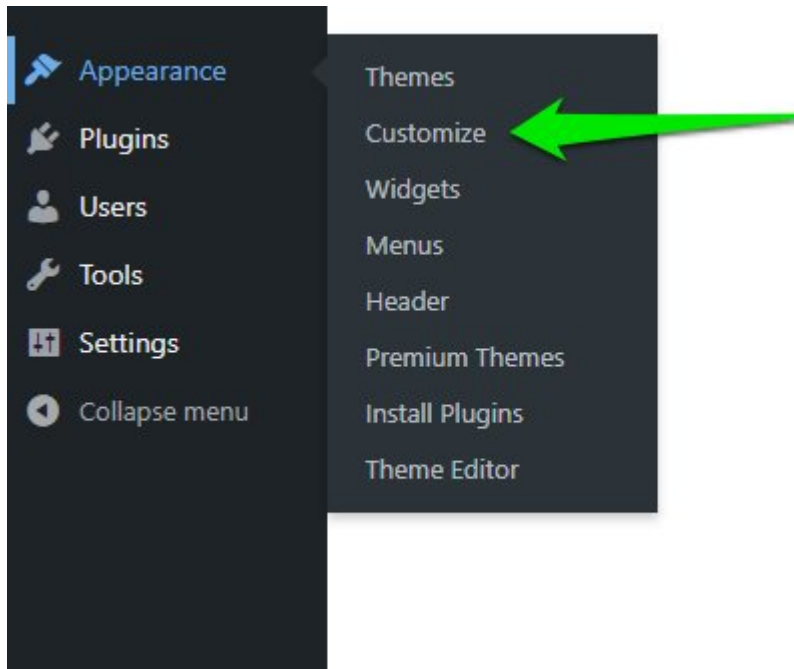 Appearance
Plugins
Users
Tools
Settings
Collapse menu
Themes
Customize
Widgets
Menus
Header
Premium Themes
Install Plugins
Theme Editor